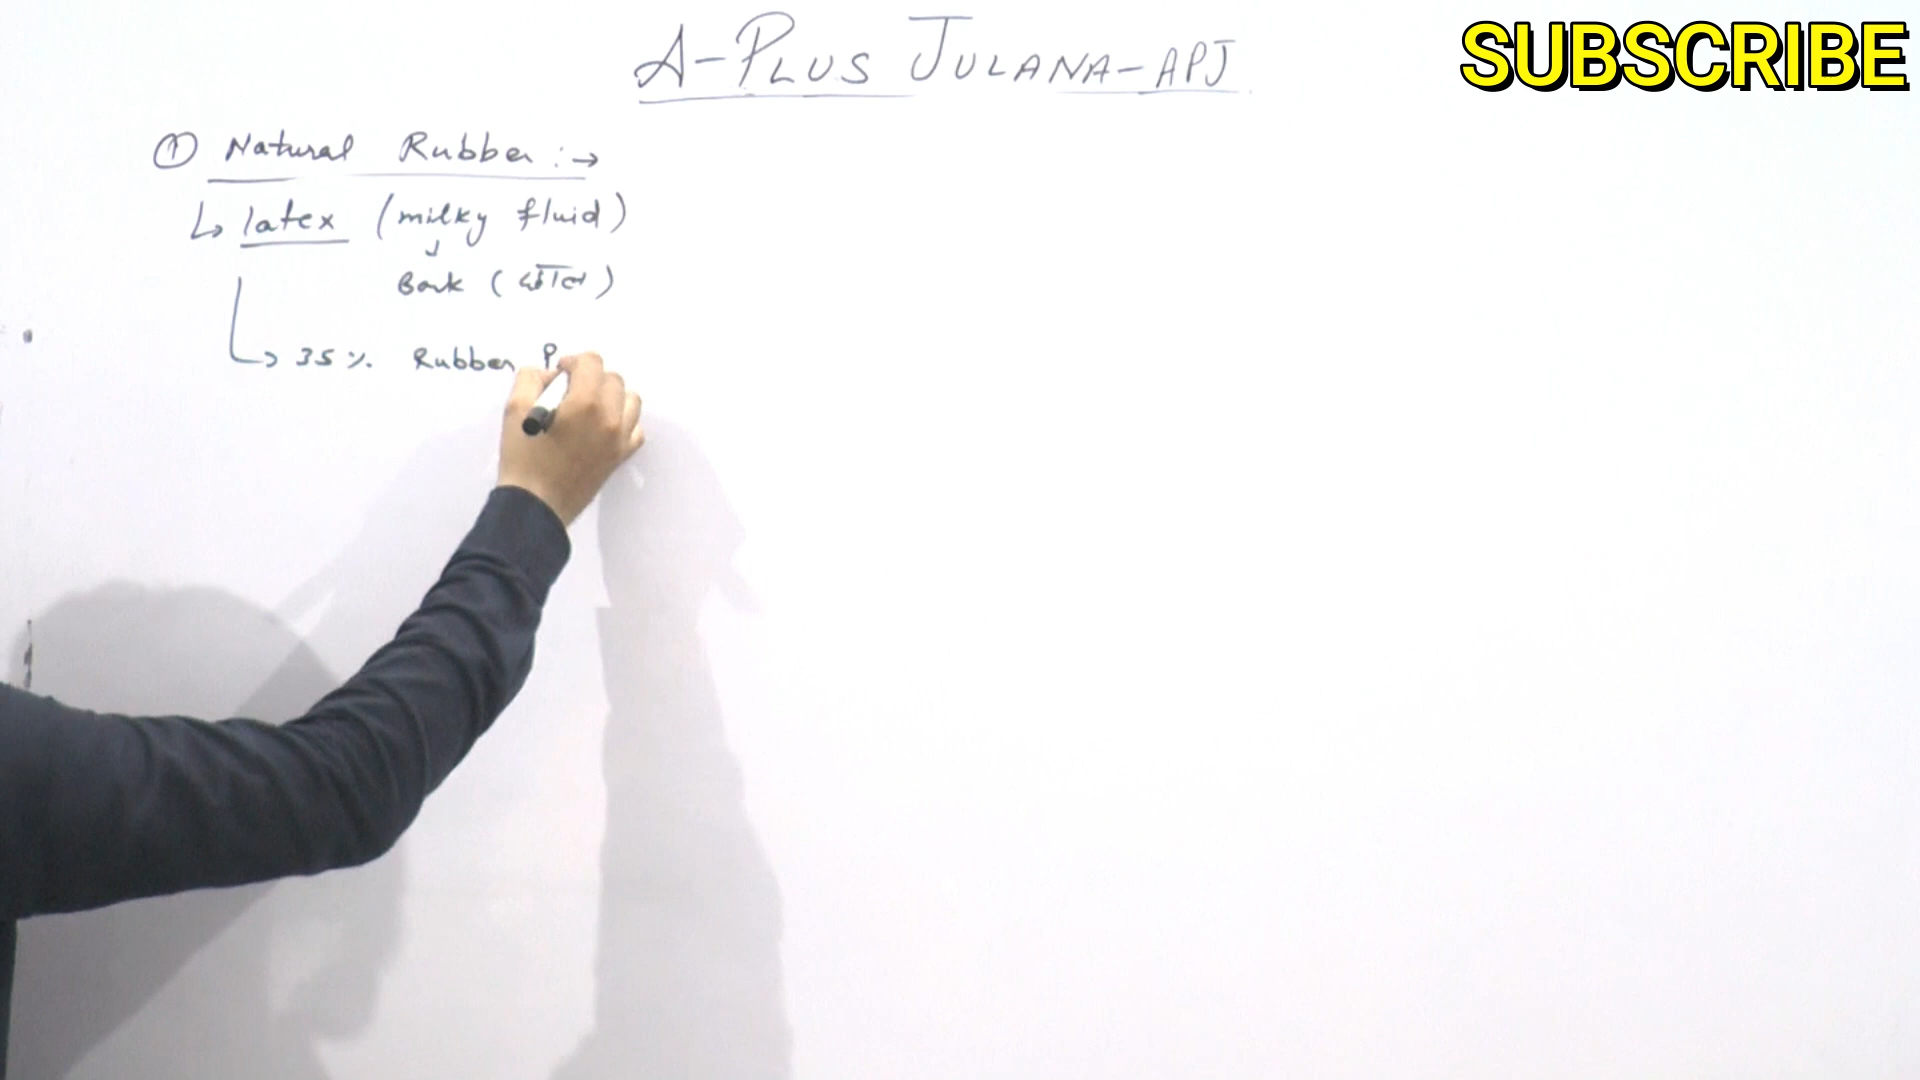 A-PLUS JULANA-APJ
SUBSCRIBE
① Natural Rubber :→
↳ latex (milky fluid)
↓
Bark (
)
↳ 35 % Rubber P